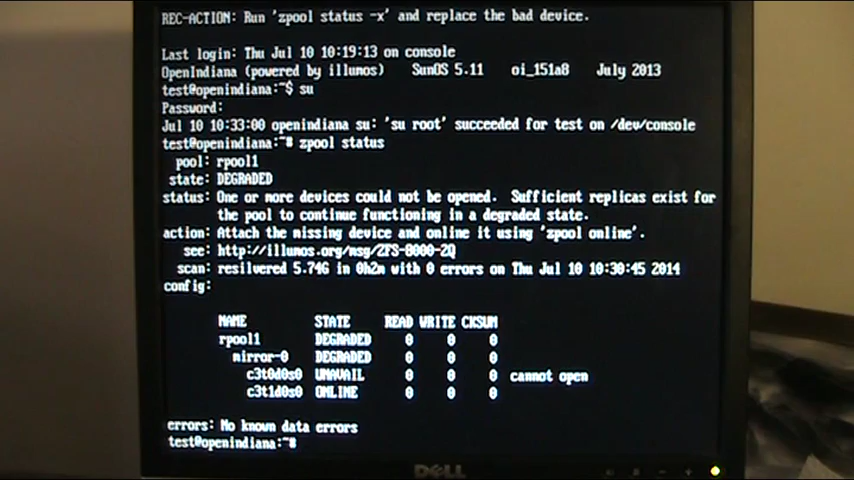 REC-ACTION: Run 'zpool status -x' and replace the bad device.
Last login: Thu Jul 10 10:19:13 on console
OpenIndiana (powered by illumos)    SunOS 5.11    oi_151a8    July 2013
test@openindiana:~$ su
Password:
Jul 10 10:33:00 openindiana su: 'su root' succeeded for test on /dev/console
test@openindiana:~# zpool status
pool: rpool1
state: DEGRADED
status: One or more devices could not be opened.  Sufficient replicas exist for
the pool to continue functioning in a degraded state.
action: Attach the missing device and online it using 'zpool online'.
see: http://illumos.org/msg/ZFS-8000-2Q
scan: resilvered 5.74G in 0h2m with 0 errors on Thu Jul 10 10:30:45 2014
config:
NAME          STATE     READ WRITE CKSUM
rpool1        DEGRADED     0     0     0
mirror-0    DEGRADED     0     0     0
c3t0d0s0  UNAVAIL      0     0     0  cannot open
c3t1d0s0  ONLINE       0     0     0
errors: No known data errors
test@openindiana:~#
DELL